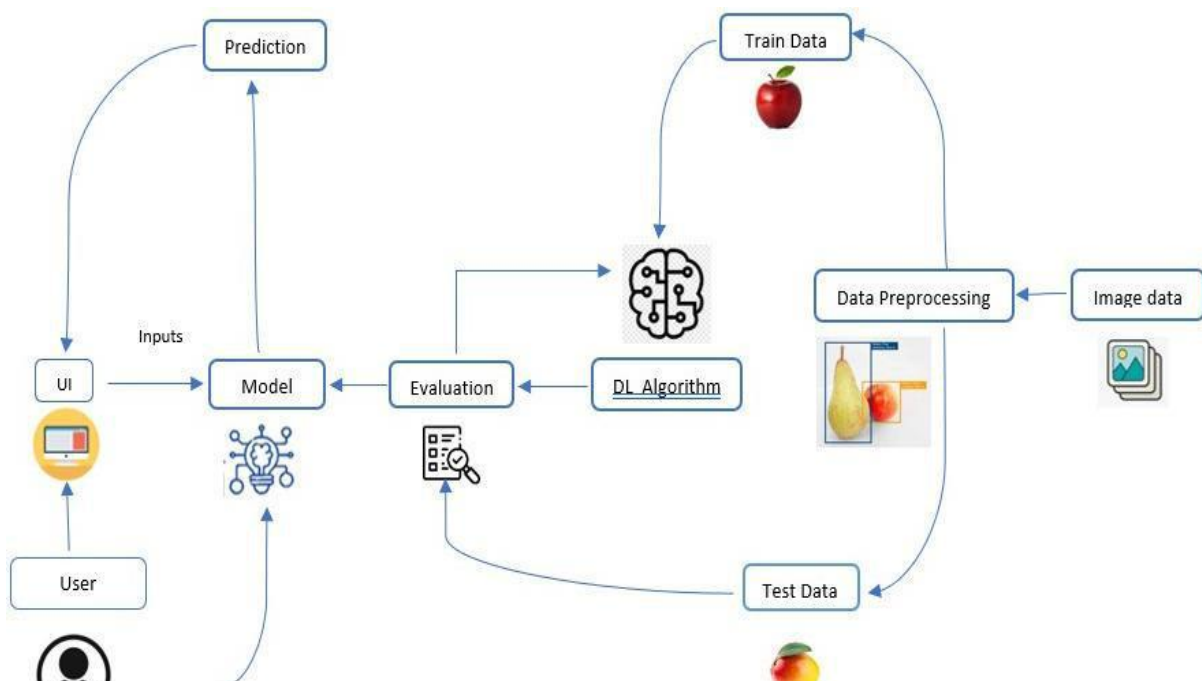 Prediction
Train Data
Data Preprocessing
Image data
Inputs
UI
Model
Evaluation
DL Algorithm
User
Test Data